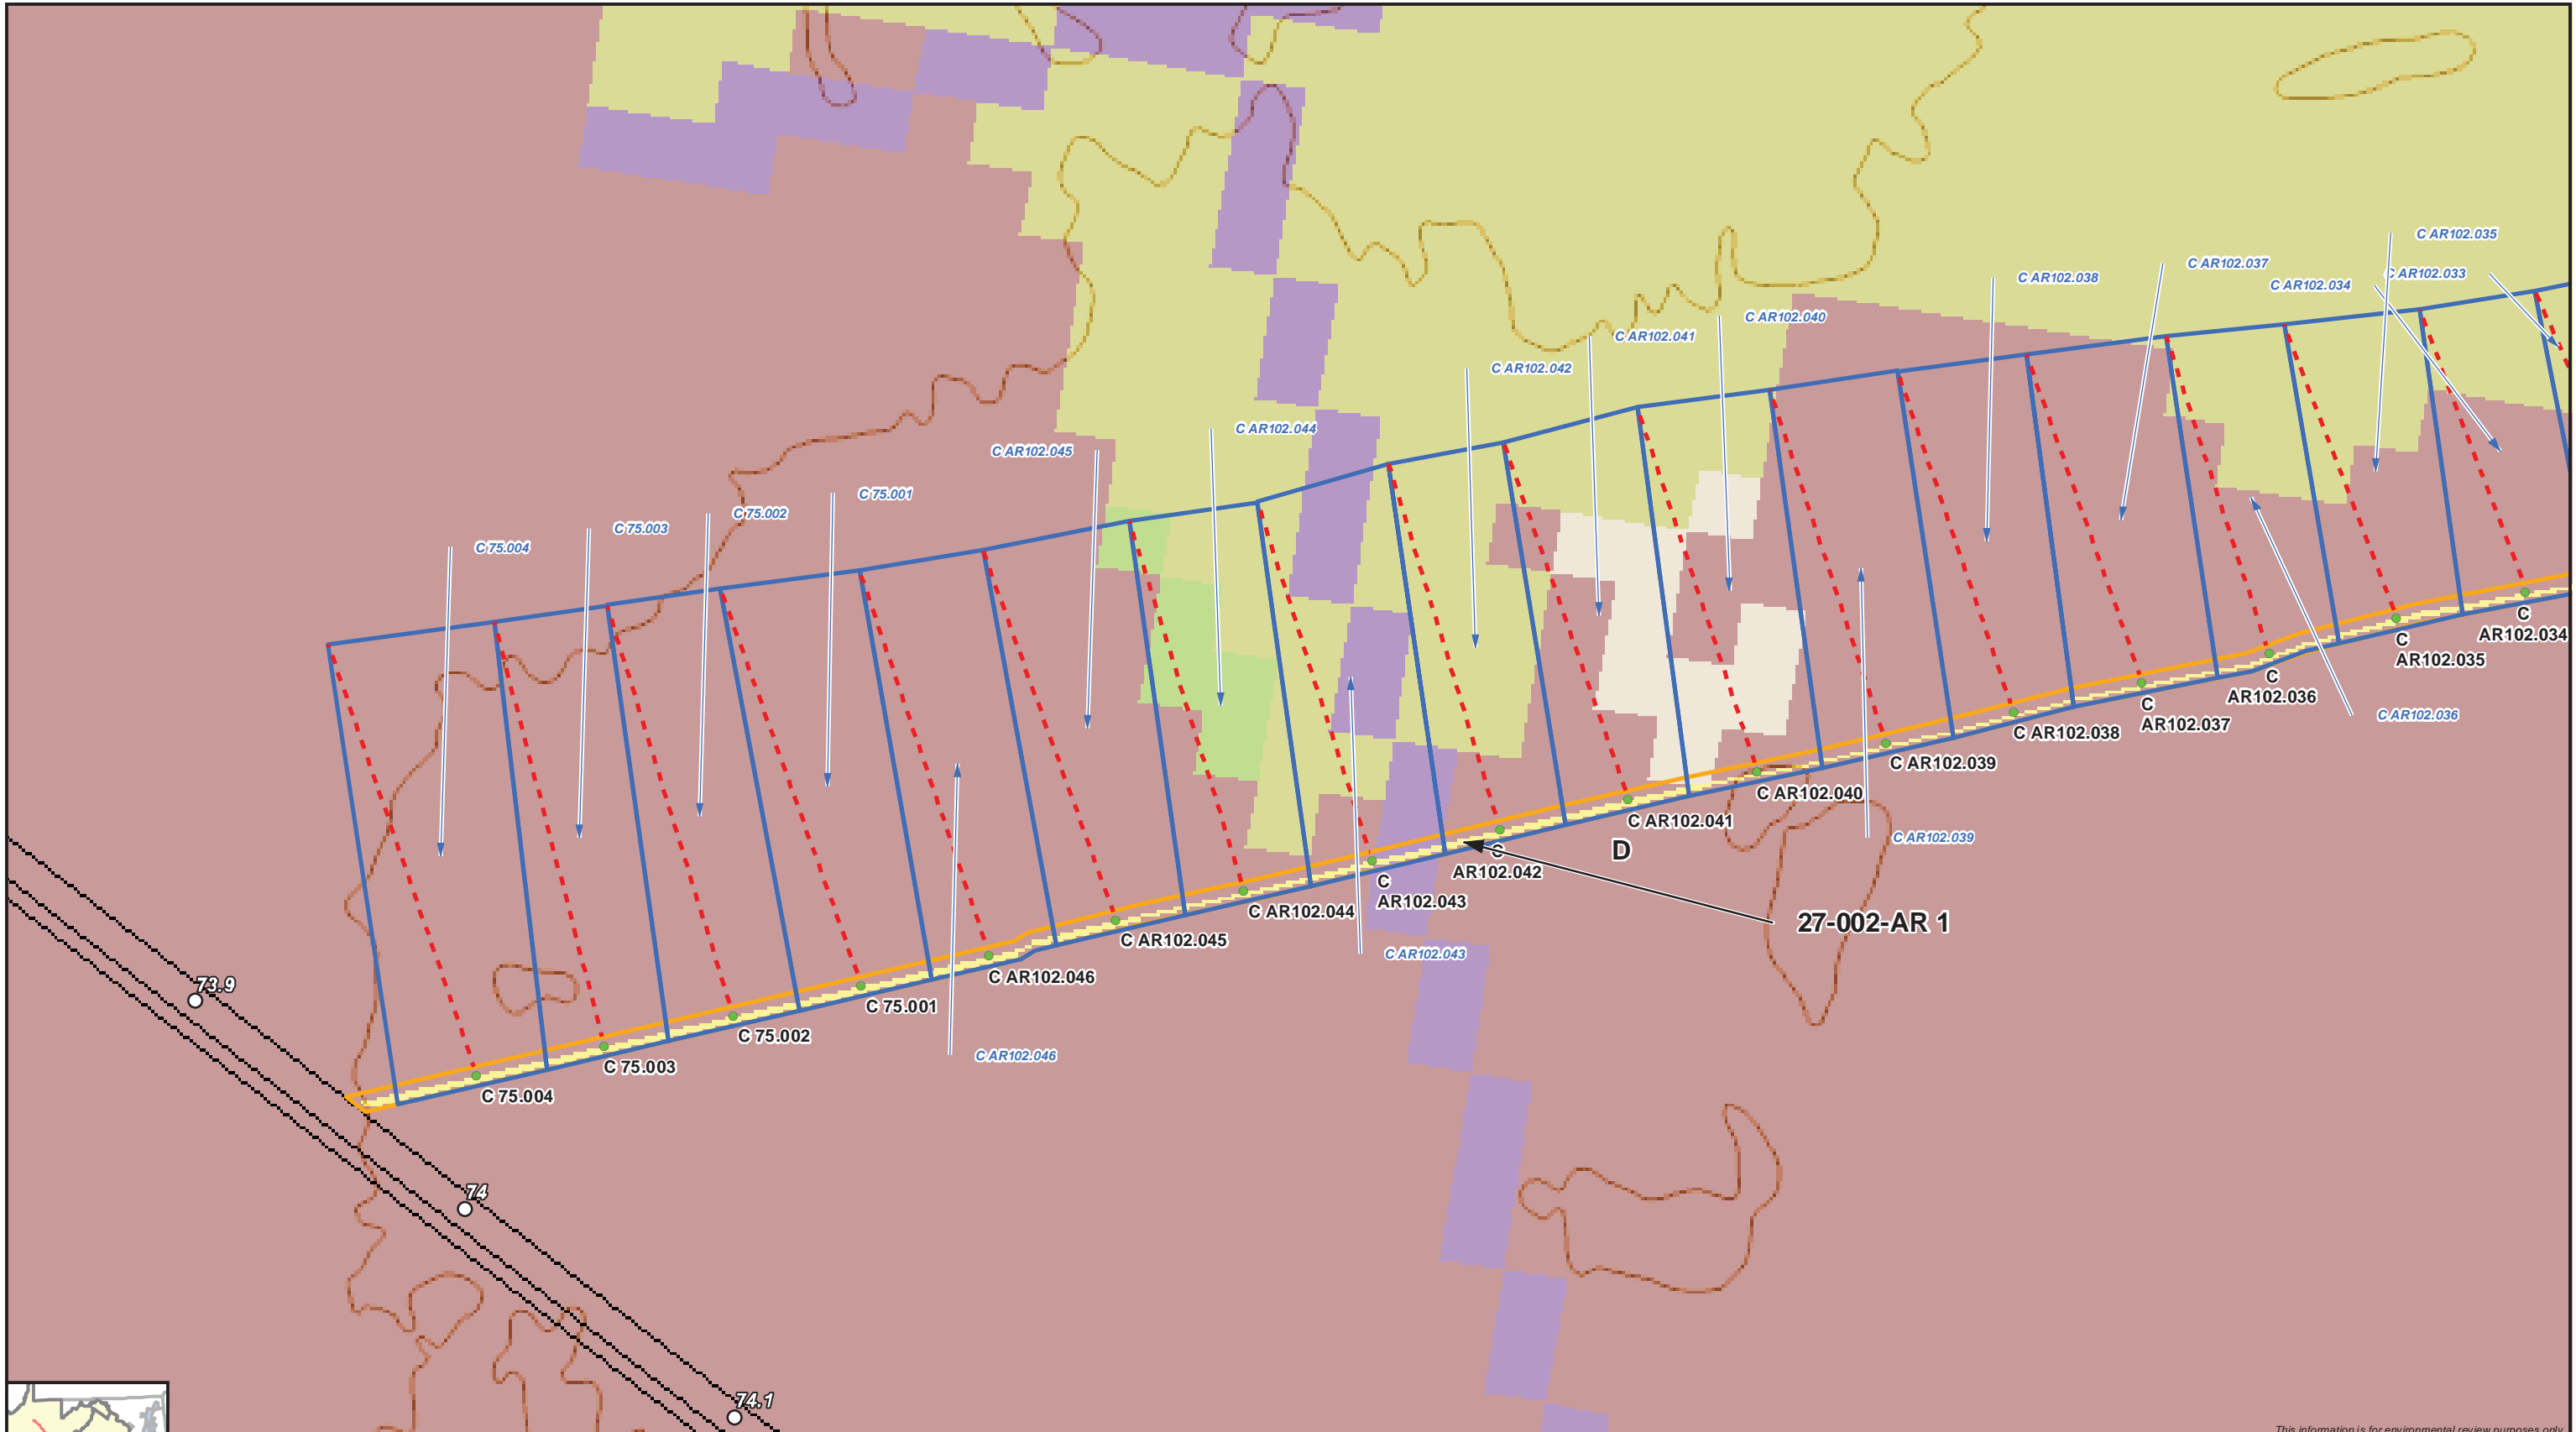 C AR102.035
C AR102.037
C AR102.033
C AR102.038
C AR102.034
C AR102.040
C AR102.041
C AR102.042
C AR102.044
C AR102.045
C 75.001
C 75.002
C 75.003
C 75.004
C
AR102.034
C
AR102.035
C
AR102.036
C
AR102.037
C AR102.036
C AR102.038
C AR102.039
C AR102.040
C AR102.041
C AR102.039
D
C
AR102.042
C
AR102.043
C AR102.044
27-002-AR 1
C AR102.045
C AR102.043
C AR102.046
73.9
C 75.001
C 75.002
C AR102.046
C 75.003
C 75.004
74
74.1
This information is for environmental review purposes only.